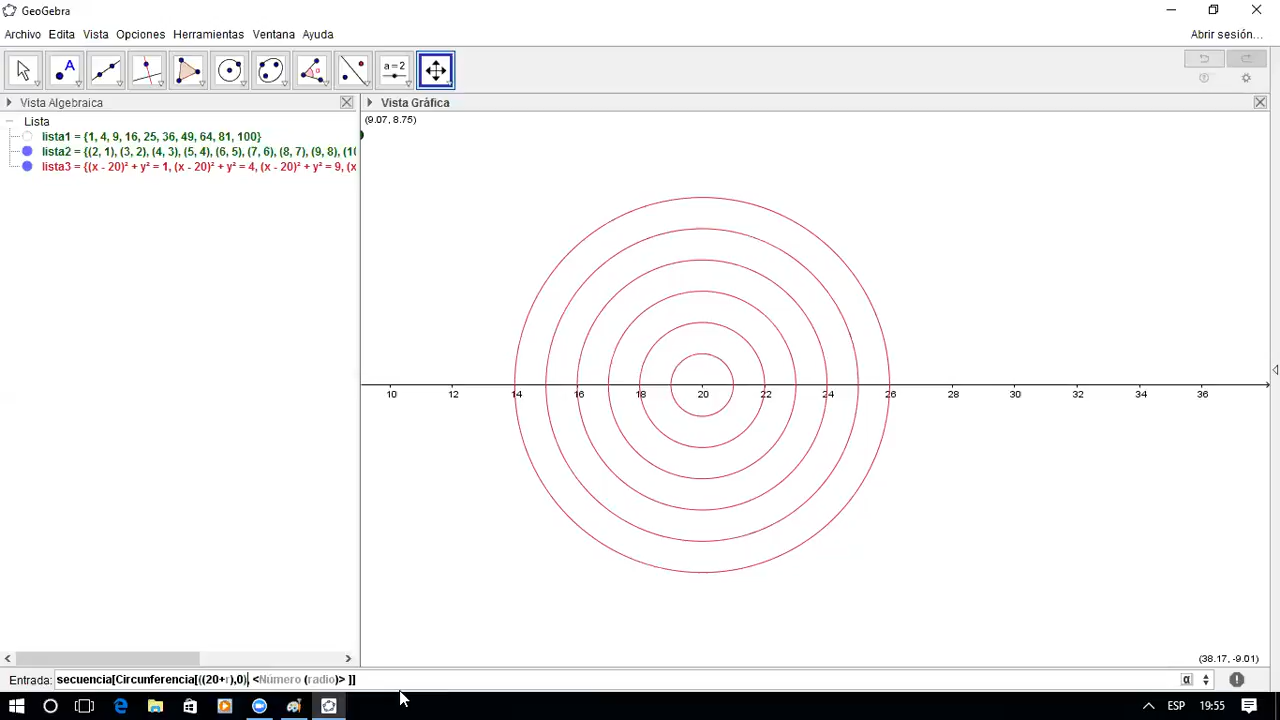 GeoGebra
Archivo Edita Vista Opciones Herramientas Ventana Ayuda Abrir sesión...
A a=2
Vista Algebraica Vista Gráfica
Lista
lista1 = {1, 4, 9, 16, 25, 36, 49, 64, 81, 100}
lista2 = {(2, 1), (3, 2), (4, 3), (5, 4), (6, 5), (7, 6), (8, 7), (9, 8), (10
lista3 = {(x - 20)² + y² = 1, (x - 20)² + y² = 4, (x - 20)² + y² = 9, (x
(9.07, 8.75)
10 12 14 16 18 20 22 24 26 28 30 32 34 36
(38.17, -9.01)
Entrada: secuencia[Circunferencia[((20+r),0), <Número (radio)> ]] α
ESP 19:55